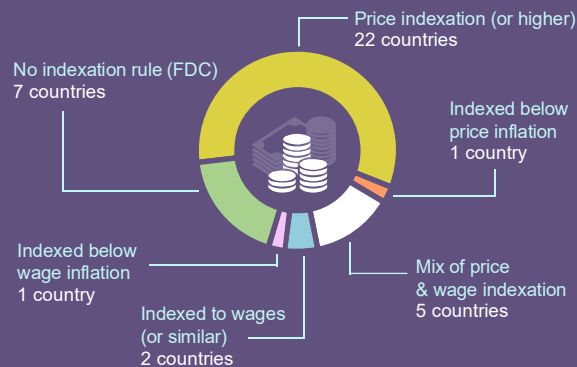 Price indexation (or higher)
22 countries
No indexation rule (FDC)
7 countries
Indexed below
price inflation
1 country
Indexed below
wage inflation
1 country
Mix of price
& wage indexation
5 countries
Indexed to wages
(or similar)
2 countries